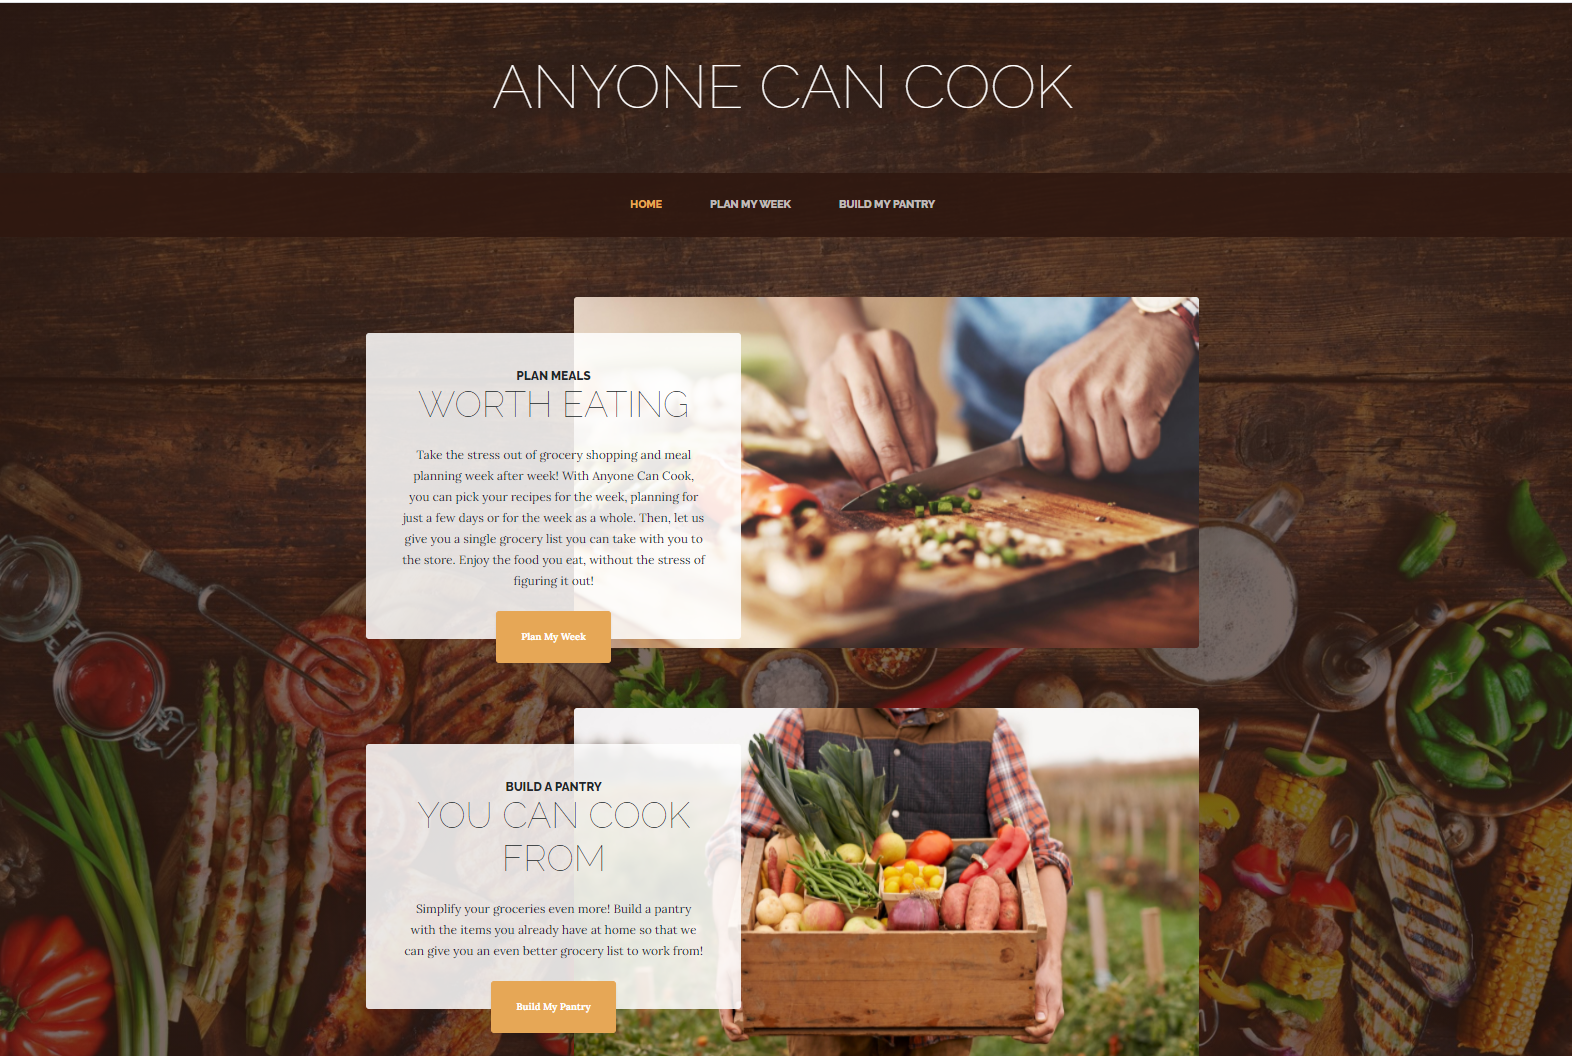 ANYONE CAN COOK
HOME PLAN MY WEEK BUILD MY PANTRY
PLAN MEALS
WORTH EATING
Take the stress out of grocery shopping and meal
planning week after week! With Anyone Can Cook,
you can pick your recipes for the week, planning for
just a few days or for the week as a whole. Then, let us
give you a single grocery list you can take with you to
the store. Enjoy the food you eat, without the stress of
figuring it out!
Plan My Week
BUILD A PANTRY
YOU CAN COOK
FROM
Simplify your groceries even more! Build a pantry
with the items you already have at home so that we
can give you an even better grocery list to work from!
Build My Pantry